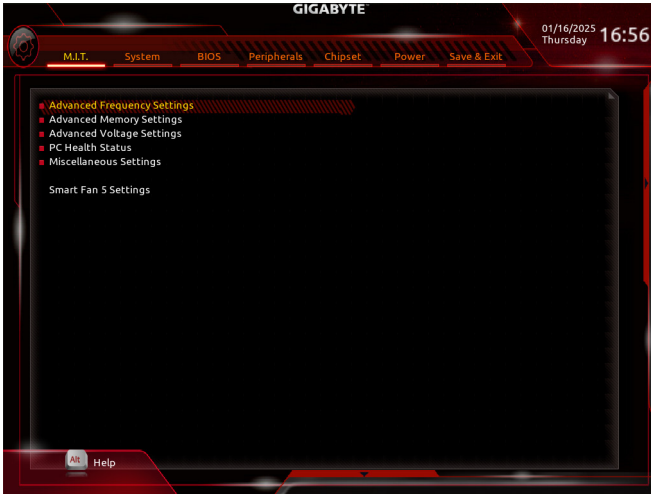 GIGABYTE
01/16/2025
Thursday
16:56
M.I.T.
System
BIOS
Peripherals
Chipset
Power
Save & Exit
Advanced Frequency Settings
Advanced Memory Settings
Advanced Voltage Settings
PC Health Status
Miscellaneous Settings
Smart Fan 5 Settings
Alt
Help